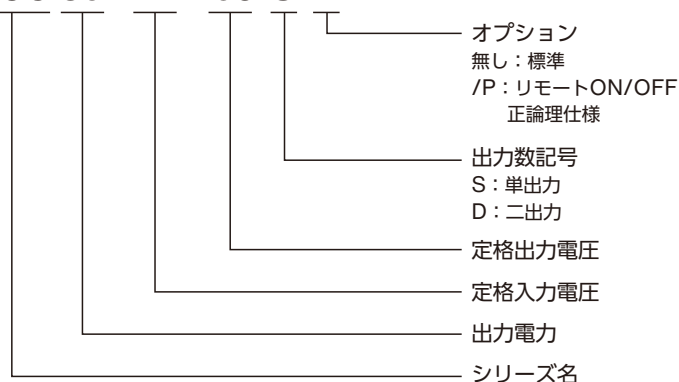 オプション
無し：標準
/P：リモートON/OFF
正論理仕様
出力数記号
S：単出力
D：二出力
定格出力電圧
定格入力電圧
出力電力
シリーズ名